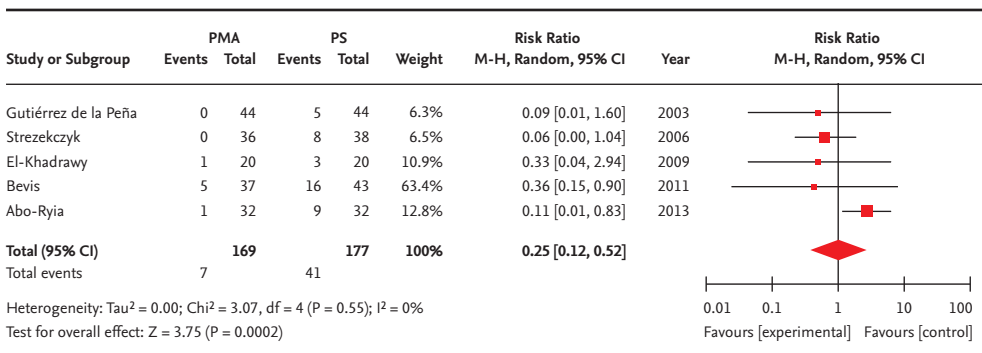 PMA PS Risk Ratio Risk Ratio
Study or Subgroup Events Total Events Total Weight M-H, Random, 95% CI Year M-H, Random, 95% CI
Gutiérrez de la Peña 0 44 5 44 6.3% 0.09 [0.01, 1.60] 2003
Strezekczyk 0 36 8 38 6.5% 0.06 [0.00, 1.04] 2006
El-Khadrawy 1 20 3 20 10.9% 0.33 [0.04, 2.94] 2009
Bevis 5 37 16 43 63.4% 0.36 [0.15, 0.90] 2011
Abo-Ryia 1 32 9 32 12.8% 0.11 [0.01, 0.83] 2013
Total (95% CI) 169 177 100% 0.25 [0.12, 0.52]
Total events 7 41
Heterogeneity: Tau² = 0.00; Chi² = 3.07, df = 4 (P = 0.55); I² = 0%
Test for overall effect: Z = 3.75 (P = 0.0002)
0.01 0.1 1 10 100
Favours [experimental] Favours [control]